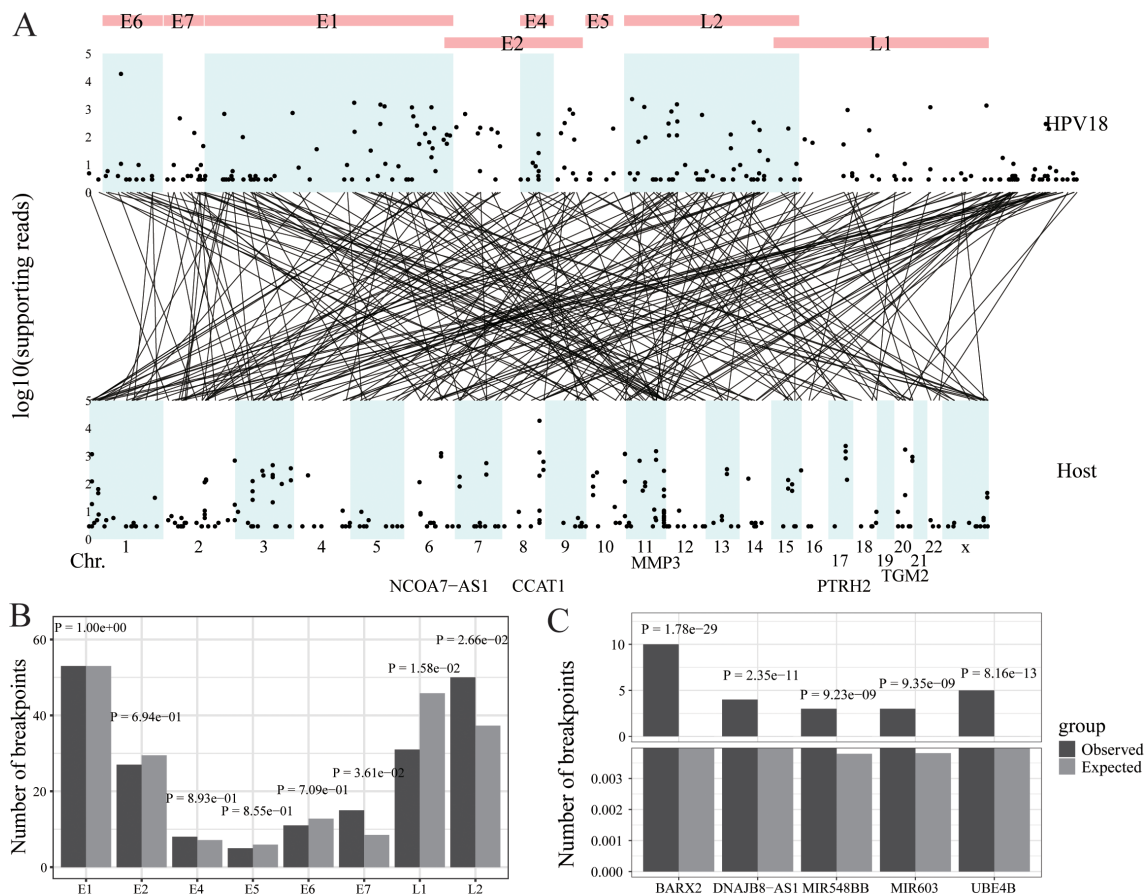 A
E6 E7 E1 E4 E5 L2
E2 L1
HPV18
log10(supporting reads)
5
4
3
2
1
0
5
4
3
2
1
0
Host
1 2 3 4 5 6 7 8 9 10 11 12 13 14 15 16 17 18 19 20 21 22 x
Chr.
MMP3
NCOA7−AS1 CCAT1 PTRH2 TGM2
B
Number of breakpoints
60
40
20
0
P = 1.00e+00
P = 6.94e−01
P = 8.93e−01
P = 8.55e−01
P = 7.09e−01
P = 3.61e−02
P = 1.58e−02
P = 2.66e−02
E1 E2 E4 E5 E6 E7 L1 L2
C
Number of breakpoints
10
5
0
0.003
0.002
0.001
0.000
P = 1.78e−29
P = 2.35e−11
P = 9.23e−09
P = 9.35e−09
P = 8.16e−13
BARX2 DNAJB8−AS1 MIR548BB MIR603 UBE4B
group
Observed
Expected